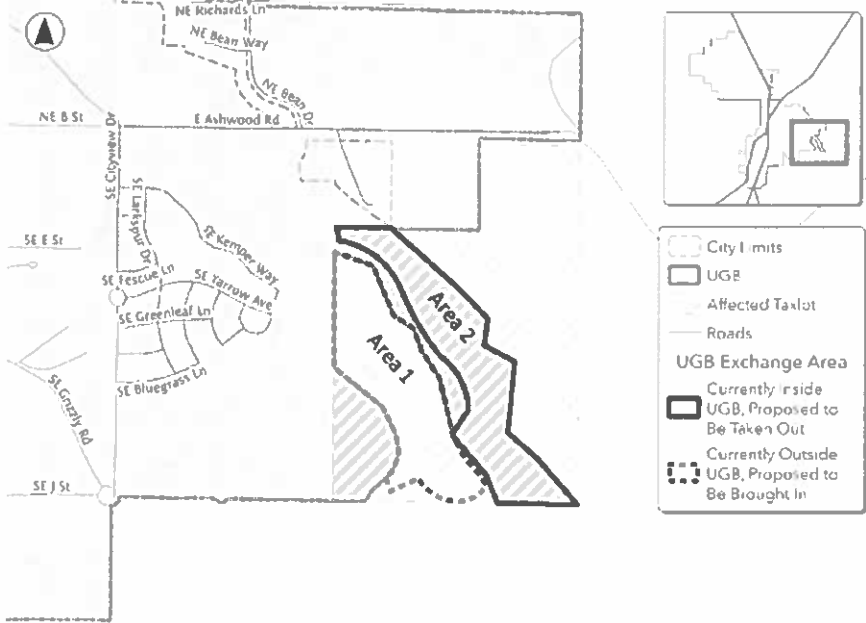 NE Richards Ln
NE Bean Way
NE Bean Dr
NE B St
E Ashwood Rd
SE Cityview Dr
SE Larkspur Dr
SE Kemper Way
SE E St
SE Fescue Ln
SE Yarrow Ave
SE Greenleaf Ln
SE Bluegrass Ln
SE Grizzly Rd
SE J St
Area 1
Area 2
City Limits
UGB
Affected Taxlot
Roads
UGB Exchange Area
Currently Inside
UGB, Proposed to
Be Taken Out
Currently Outside
UGB, Proposed to
Be Brought In